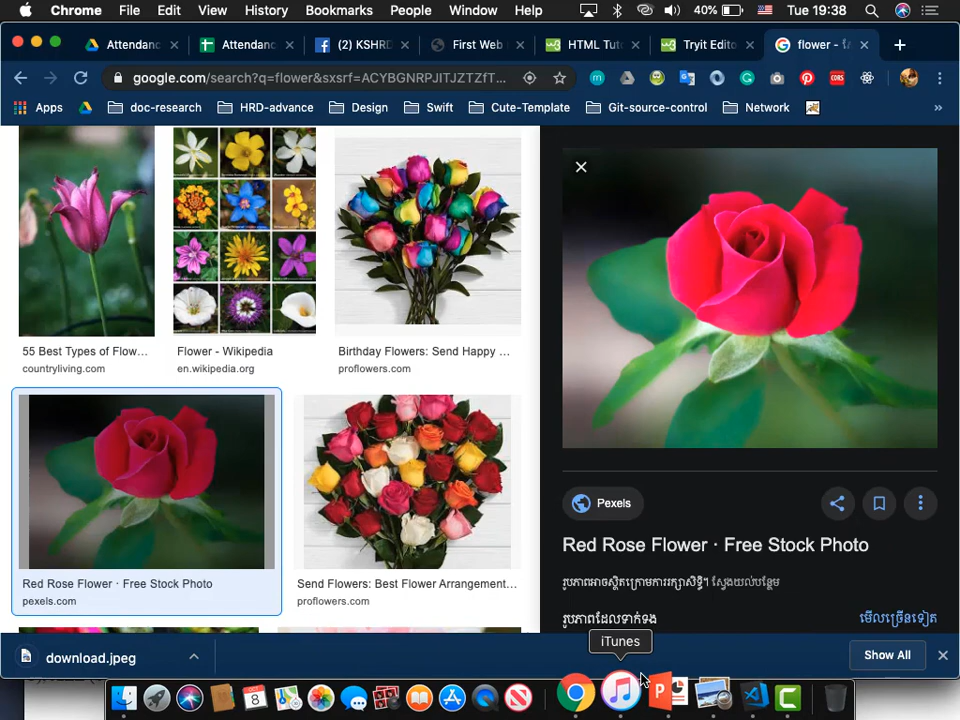 Chrome File Edit View History Bookmarks People Window Help 40% Tue 19:38
Attendanc Attendanc (2) KSHRD First Web HTML Tut Tryit Edito flower -
google.com/search?q=flower&sxsrf=ACYBGNRPJITJZTZfT...
Apps doc-research HRD-advance Design Swift Cute-Template Git-source-control Network »
55 Best Types of Flow...
countryliving.com
Flower - Wikipedia
en.wikipedia.org
Birthday Flowers: Send Happy ...
proflowers.com
Red Rose Flower · Free Stock Photo
pexels.com
Send Flowers: Best Flower Arrangement...
proflowers.com
Pexels
Red Rose Flower · Free Stock Photo
រូបភាពអាចស្ថិតក្រោមការរក្សាសិទ្ធិ។ ស្វែងយល់បន្ថែម
រូបភាពដែលទាក់ទង មើលច្រើនទៀត
iTunes
download.jpeg Show All
8